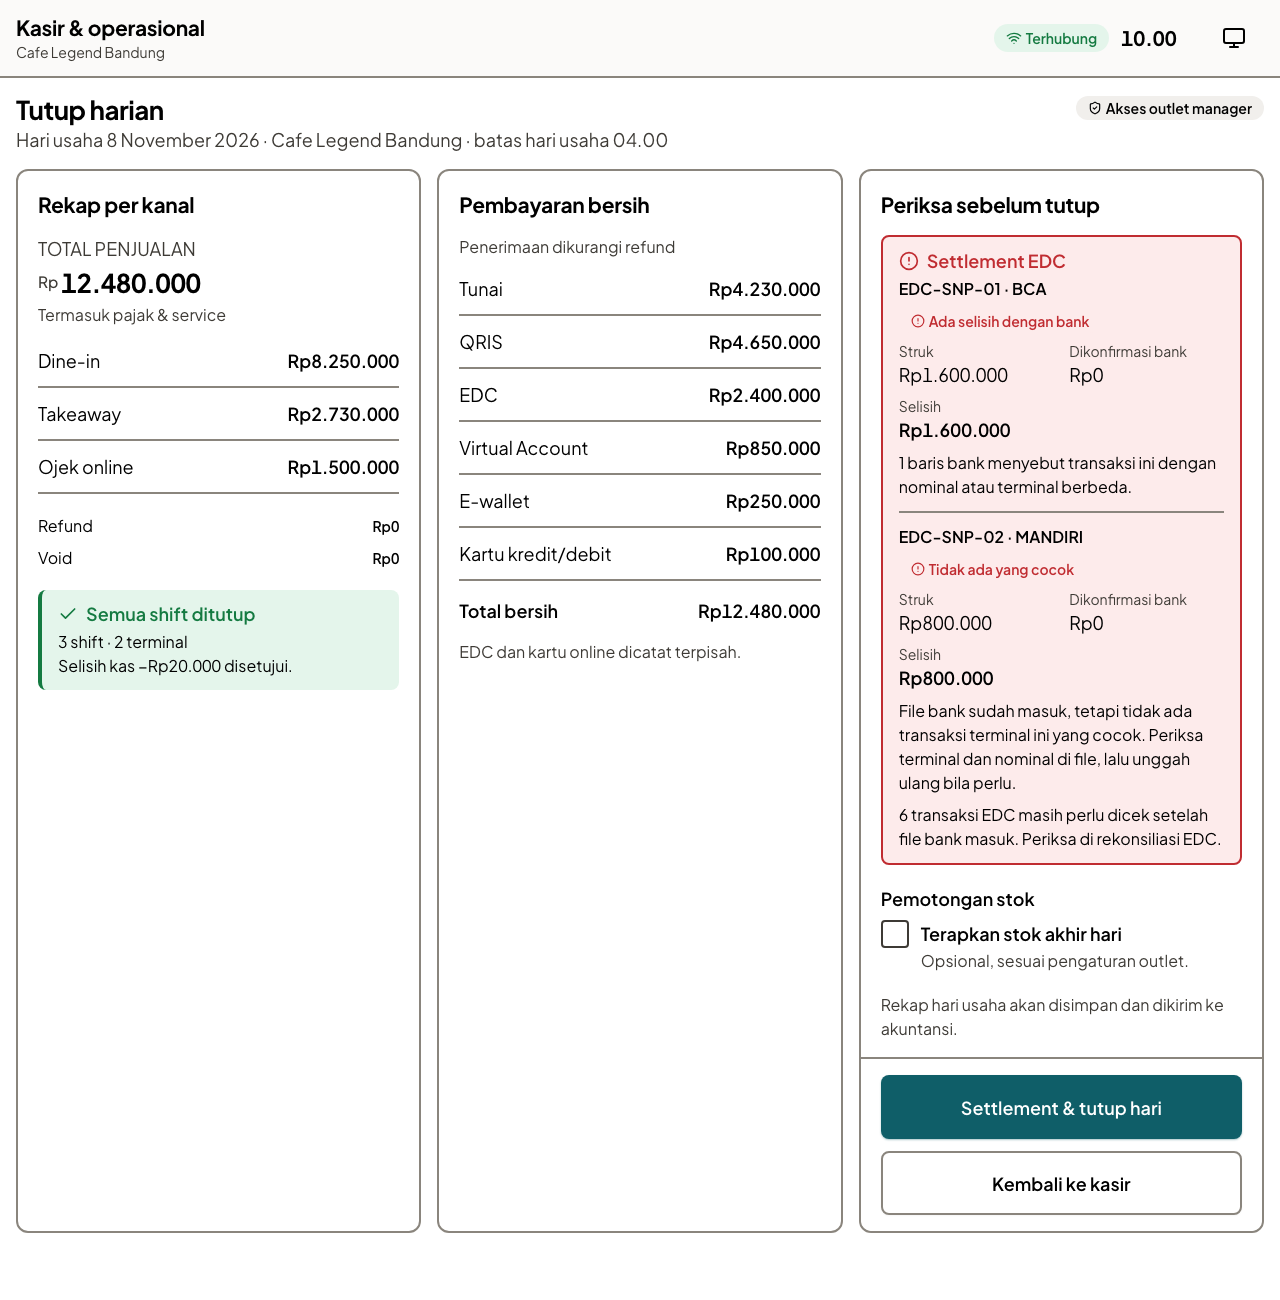 Kasir & operasional
Cafe Legend Bandung
Terhubung
10.00
Tutup harian
Hari usaha 8 November 2026 · Cafe Legend Bandung · batas hari usaha 04.00
Akses outlet manager
Rekap per kanal
TOTAL PENJUALAN
Rp 12.480.000
Termasuk pajak & service
Dine-in Rp8.250.000
Takeaway Rp2.730.000
Ojek online Rp1.500.000
Refund Rp0
Void Rp0
Semua shift ditutup
3 shift · 2 terminal
Selisih kas −Rp20.000 disetujui.
Pembayaran bersih
Penerimaan dikurangi refund
Tunai Rp4.230.000
QRIS Rp4.650.000
EDC Rp2.400.000
Virtual Account Rp850.000
E-wallet Rp250.000
Kartu kredit/debit Rp100.000
Total bersih Rp12.480.000
EDC dan kartu online dicatat terpisah.
Periksa sebelum tutup
Settlement EDC
EDC-SNP-01 · BCA
Ada selisih dengan bank
Struk Dikonfirmasi bank
Rp1.600.000 Rp0
Selisih
Rp1.600.000
1 baris bank menyebut transaksi ini dengan
nominal atau terminal berbeda.
EDC-SNP-02 · MANDIRI
Tidak ada yang cocok
Struk Dikonfirmasi bank
Rp800.000 Rp0
Selisih
Rp800.000
File bank sudah masuk, tetapi tidak ada
transaksi terminal ini yang cocok. Periksa
terminal dan nominal di file, lalu unggah
ulang bila perlu.
6 transaksi EDC masih perlu dicek setelah
file bank masuk. Periksa di rekonsiliasi EDC.
Pemotongan stok
Terapkan stok akhir hari
Opsional, sesuai pengaturan outlet.
Rekap hari usaha akan disimpan dan dikirim ke
akuntansi.
Settlement & tutup hari
Kembali ke kasir